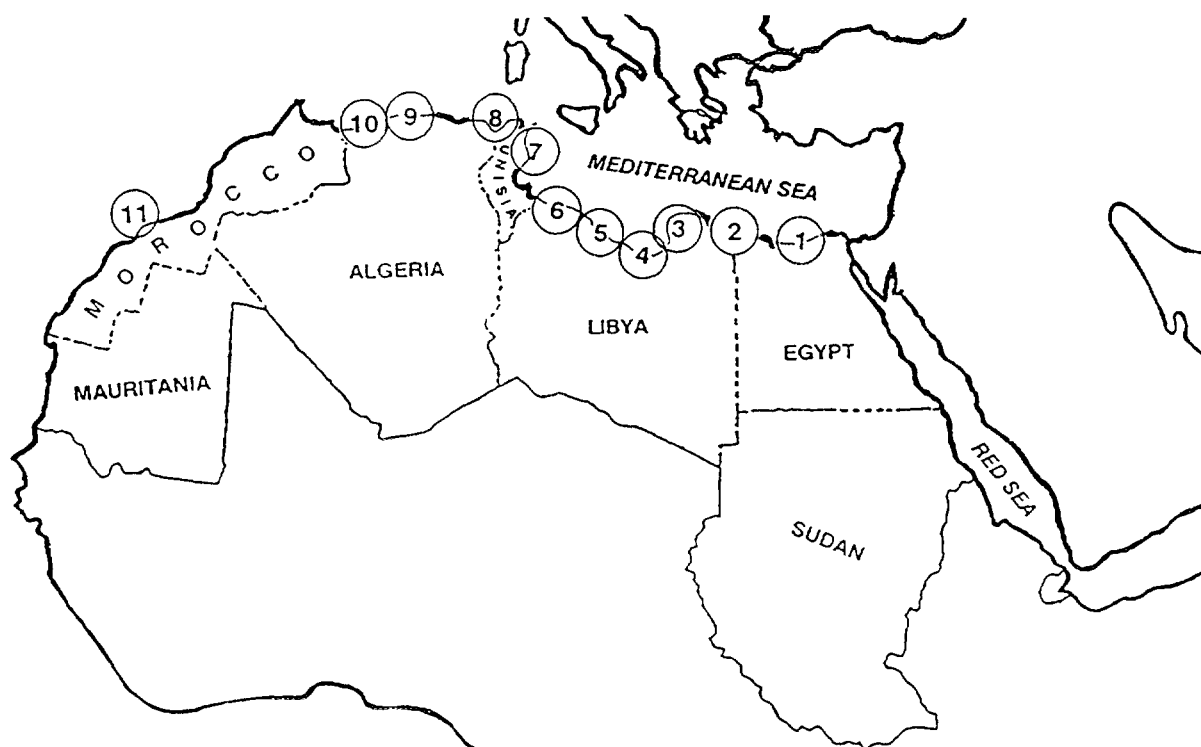 10
9
8
7
TUNISIA
MEDITERRANEAN SEA
MOROCCO
11
6
5
4
3
2
1
ALGERIA
LIBYA
EGYPT
MAURITANIA
RED SEA
SUDAN